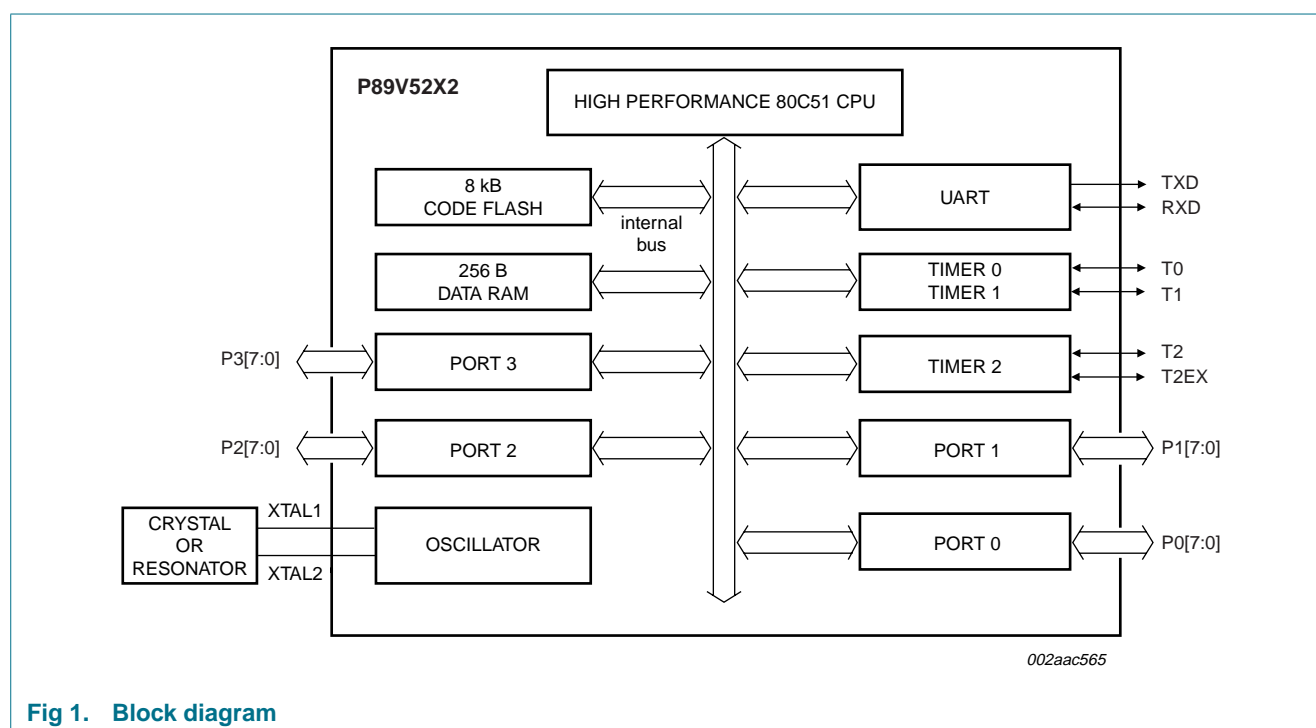 P89V52X2
HIGH PERFORMANCE 80C51 CPU
8 kB
CODE FLASH
internal
bus
UART
TXD
RXD
256 B
DATA RAM
TIMER 0
TIMER 1
T0
T1
P3[7:0]
PORT 3
TIMER 2
T2
T2EX
P2[7:0]
PORT 2
PORT 1
P1[7:0]
CRYSTAL
OR
RESONATOR
XTAL1
XTAL2
OSCILLATOR
PORT 0
P0[7:0]
002aac565
Fig 1. Block diagram